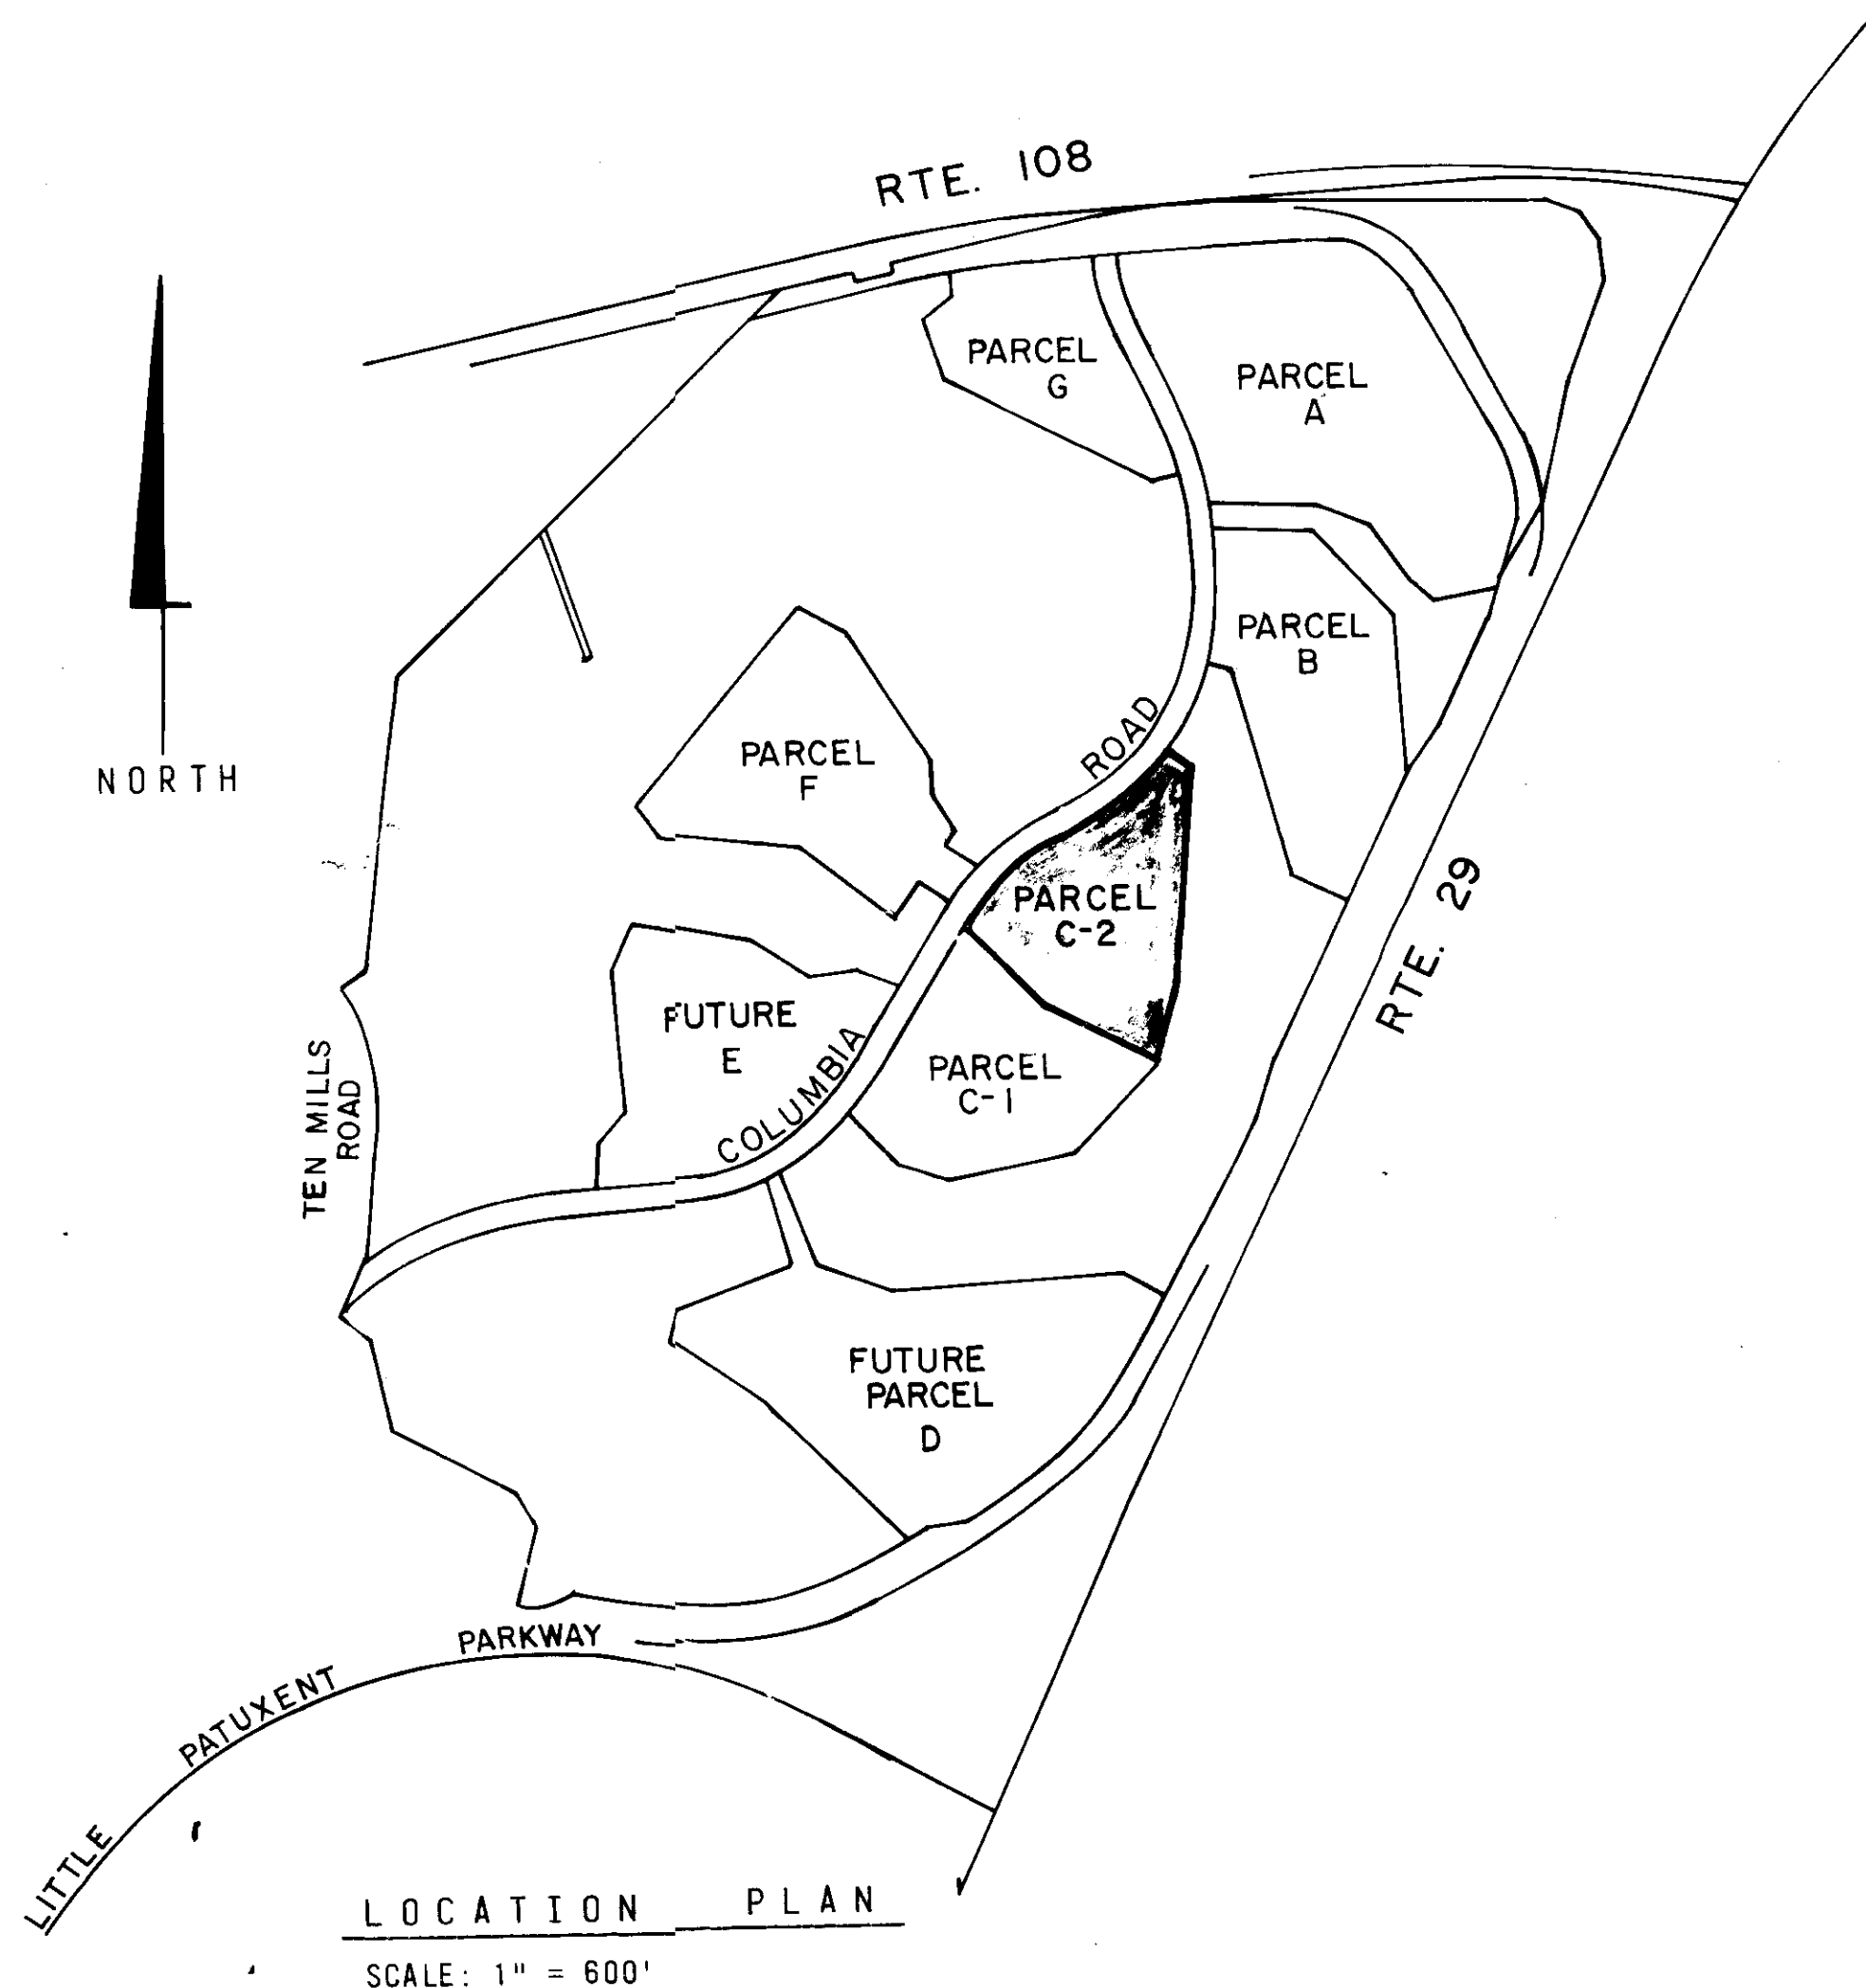 RTE. 108
PARCEL
G
PARCEL
A
PARCEL
B
NORTH
PARCEL
F
ROAD
PARCEL
C-2
RTE. 29
FUTURE
E
COLUMBIA
PARCEL
C-1
TEN MILLS
ROAD
FUTURE
PARCEL
D
LITTLE PATUXENT PARKWAY
LOCATION PLAN
SCALE: 1" = 600'